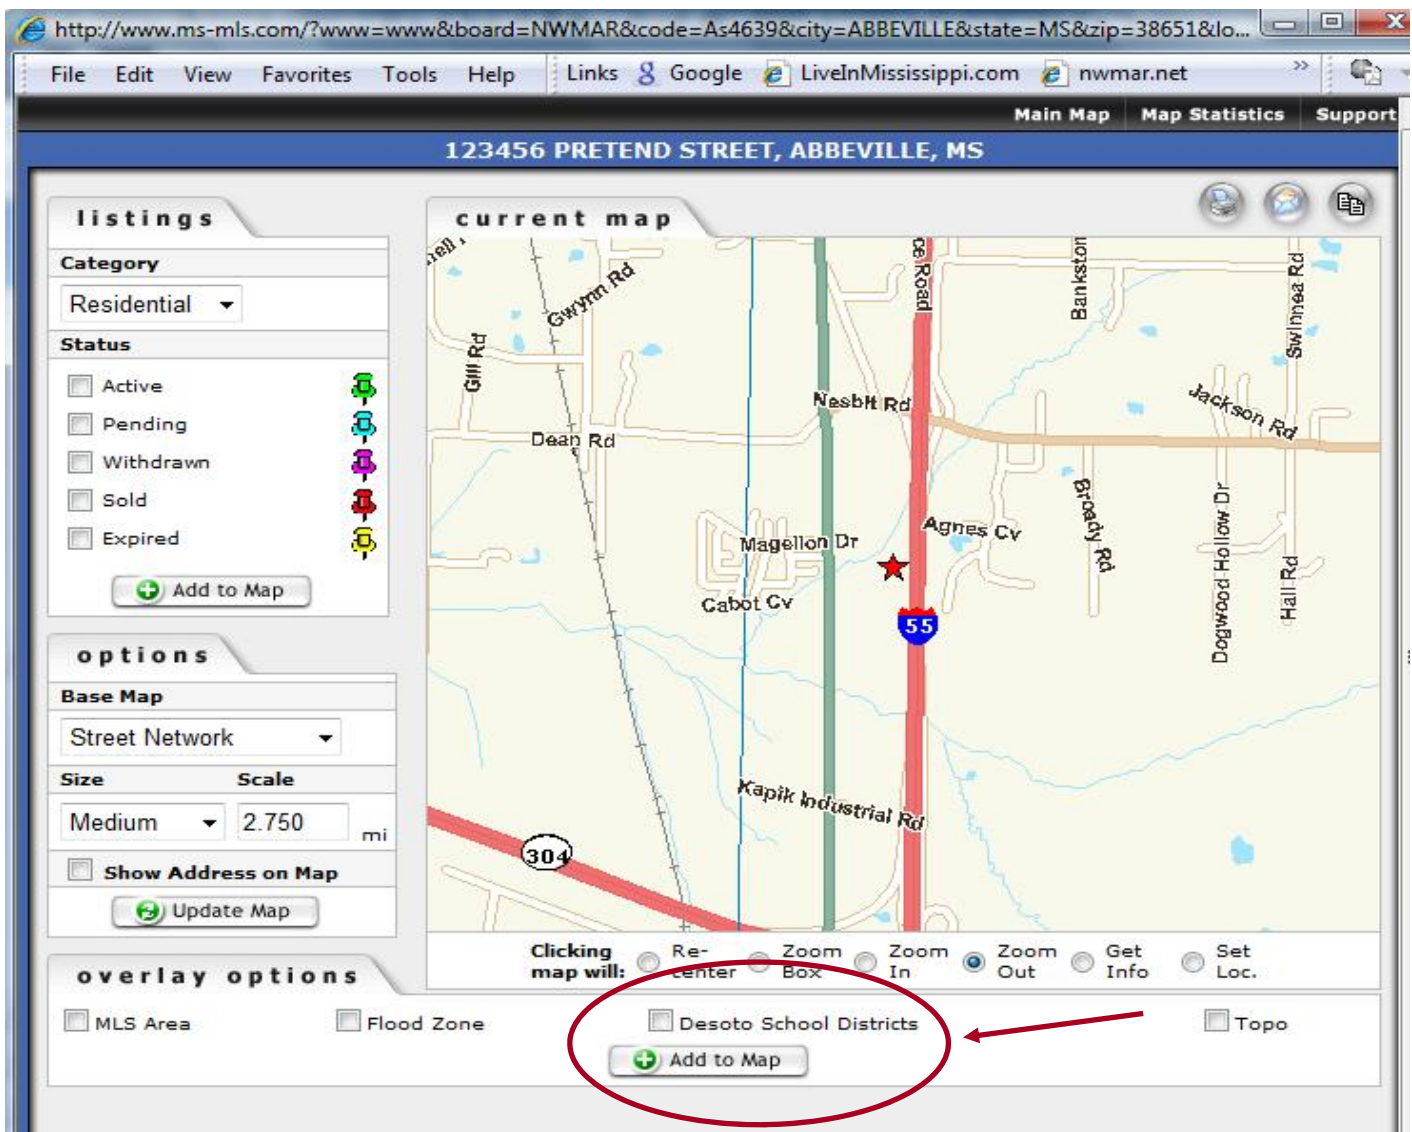 http://www.ms-mls.com/?www=www&board=NWMAR&code=As4639&city=ABBEVILLE&state=MS&zip=38651&lo...
File Edit View Favorites Tools Help Links Google LiveInMississippi.com nwmar.net »
Main Map Map Statistics Support
123456 PRETEND STREET, ABBEVILLE, MS
listings
Category
Residential
Status
Active
Pending
Withdrawn
Sold
Expired
Add to Map
options
Base Map
Street Network
Size Scale
Medium 2.750 mi
Show Address on Map
Update Map
current map
Gwynn Rd
ce Road
Bankston
Swinnea Rd
Gill Rd
Nesbit Rd
Jackson Rd
Dean Rd
Broady Rd
Dogwood Hollow Dr
Hall Rd
Agnes Cv
Magellon Dr
Cabot Cv
55
Kapik Industrial Rd
304
Clicking map will: Re-center Zoom Box Zoom In Zoom Out Get Info Set Loc.
overlay options
MLS Area Flood Zone Desoto School Districts Topo
Add to Map